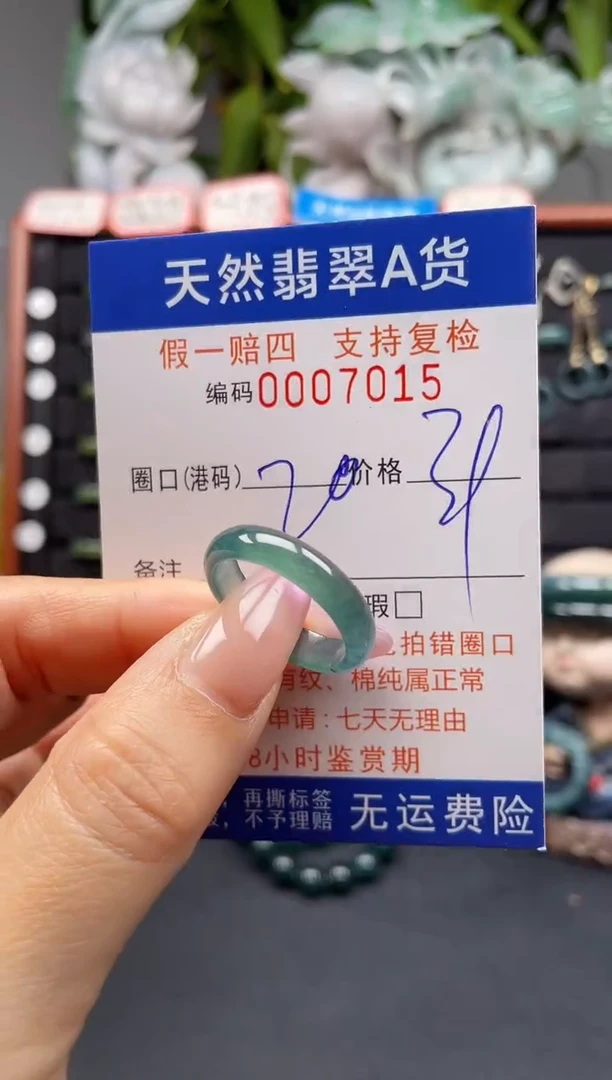 天然翡翠A货
假一赔四 支持复检
编码0007015
圈口(港码) 20 价格
备注
瑕□
拍错圈口
有纹、棉纯属正常
申请：七天无理由
8小时鉴赏期
，再撕标签
，不予理赔
无运费险